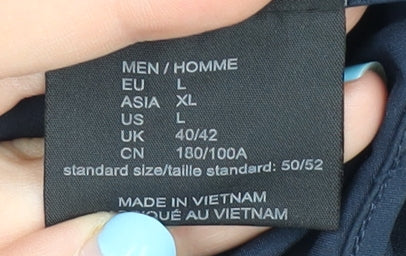 MEN / HOMME
EU L
ASIA XL
US L
UK 40/42
CN 180/100A
standard size/taille standard: 50/52
MADE IN VIETNAM
AU VIETNAM